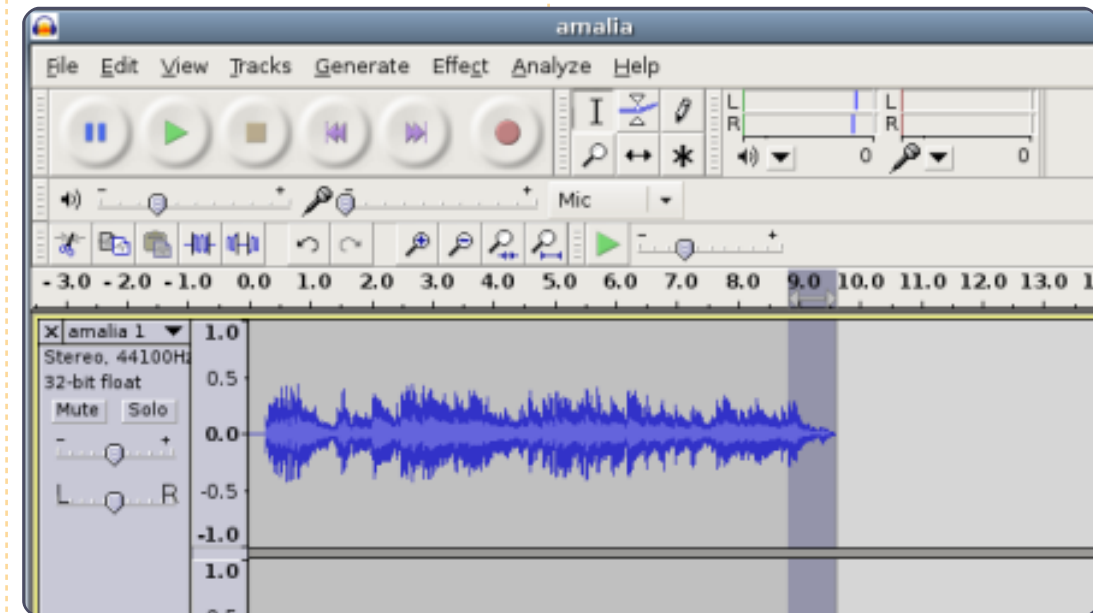 amalia
File Edit View Tracks Generate Effect Analyze Help
L L
R R
0 0
- + - + Mic
- +
- 3.0 - 2.0 - 1.0 0.0 1.0 2.0 3.0 4.0 5.0 6.0 7.0 8.0 9.0 10.0 11.0 12.0 13.0 1
X amalia 1 1.0
Stereo, 44100Hz
32-bit float 0.5
Mute Solo
- + 0.0
L R -0.5
-1.0
1.0